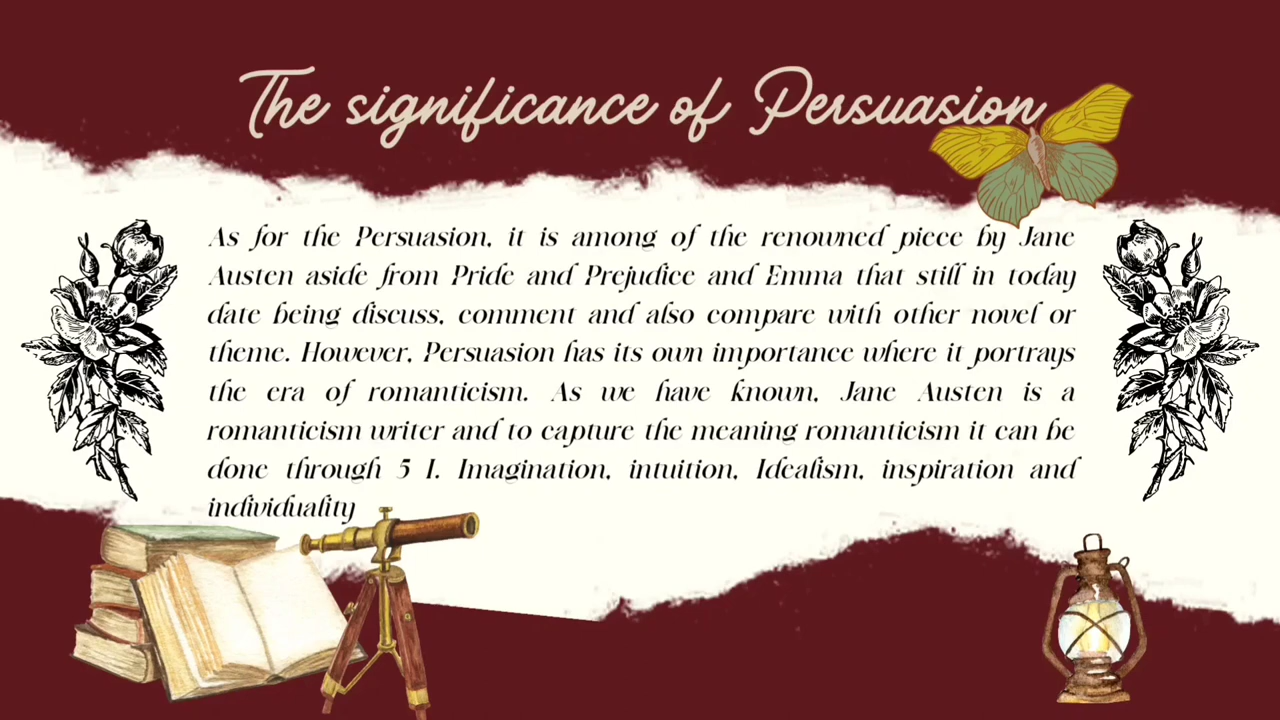 The significance of Persuasion
As for the Persuasion, it is among of the renowned piece by Jane
Austen aside from Pride and Prejudice and Emma that still in today
date being discuss, comment and also compare with other novel or
theme. However, Persuasion has its own importance where it portrays
the era of romanticism. As we have known, Jane Austen is a
romanticism writer and to capture the meaning romanticism it can be
done through 5 I. Imagination, intuition, Idealism, inspiration and
individuality